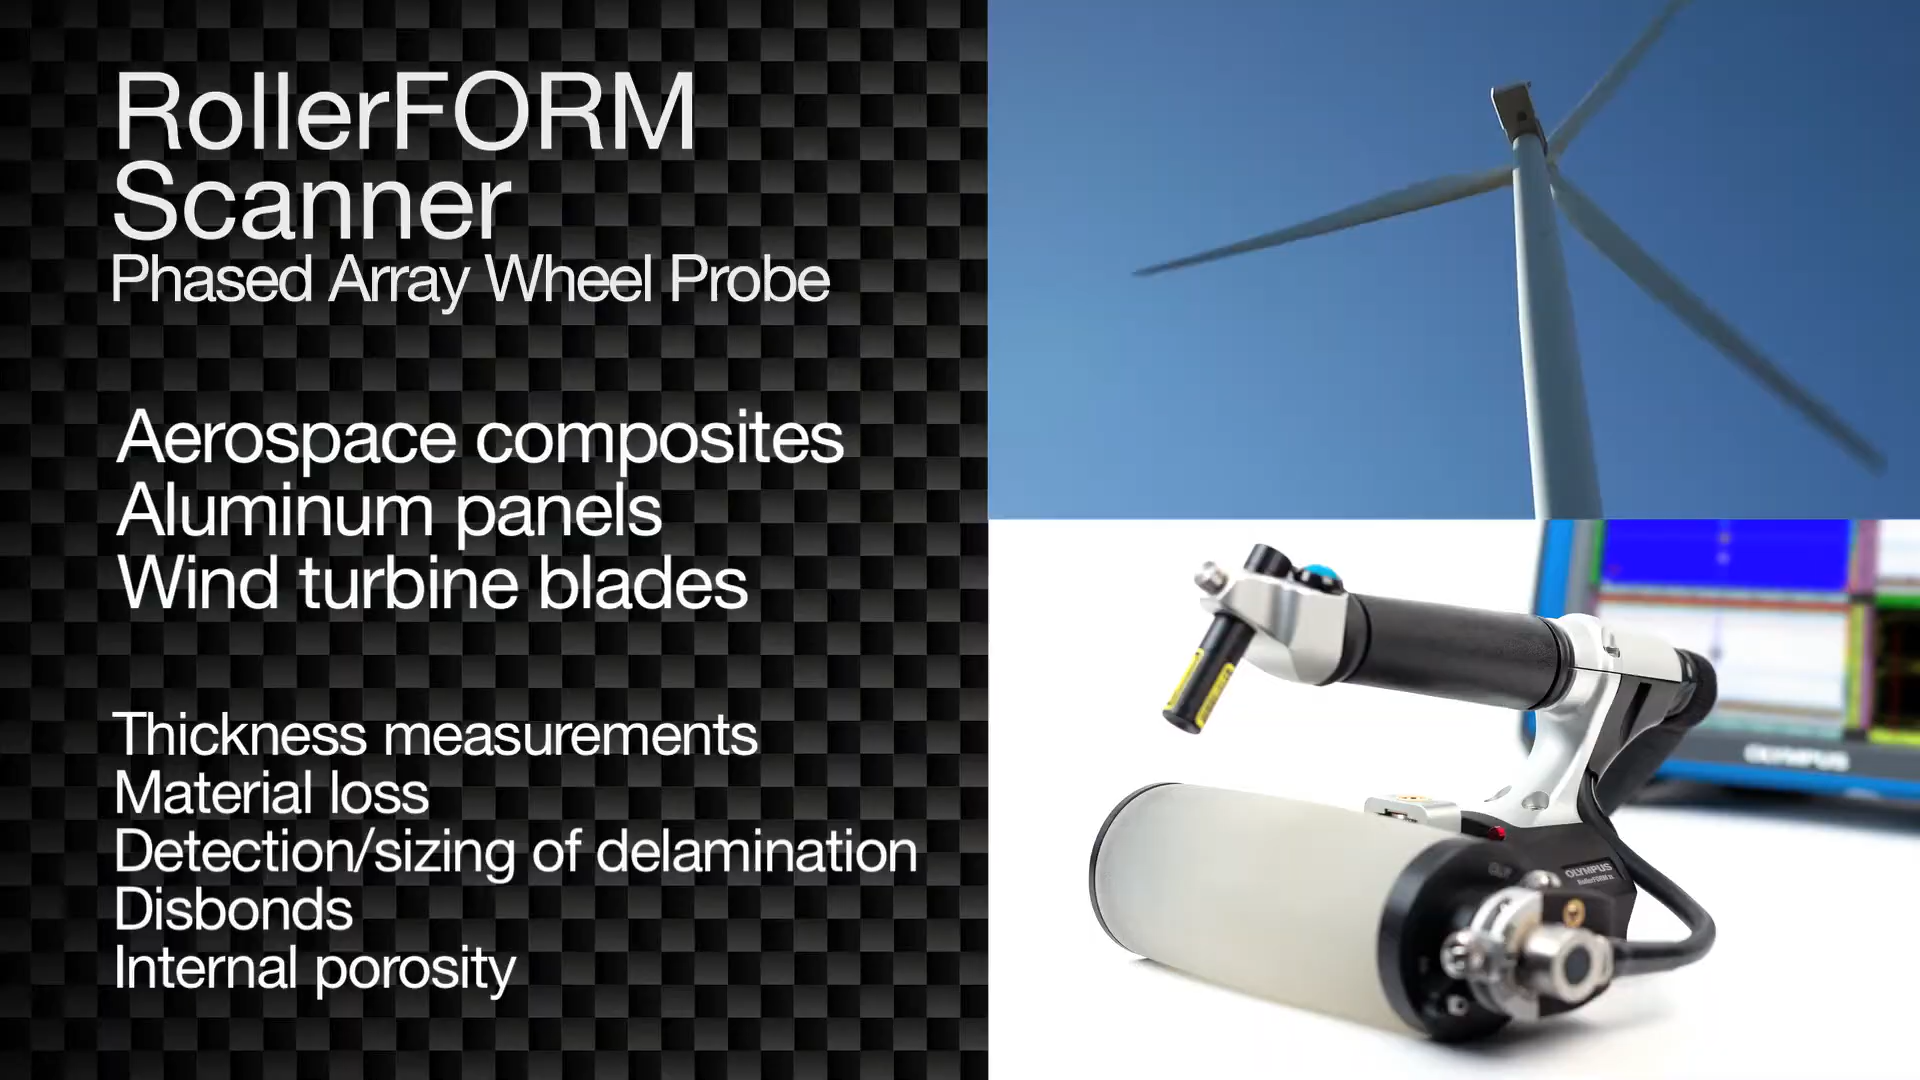 RollerFORM
Scanner
Phased Array Wheel Probe
Aerospace composites
Aluminum panels
Wind turbine blades
Thickness measurements
Material loss
Detection/sizing of delamination
Disbonds
Internal porosity
OLYMPUS
OLYMPUS